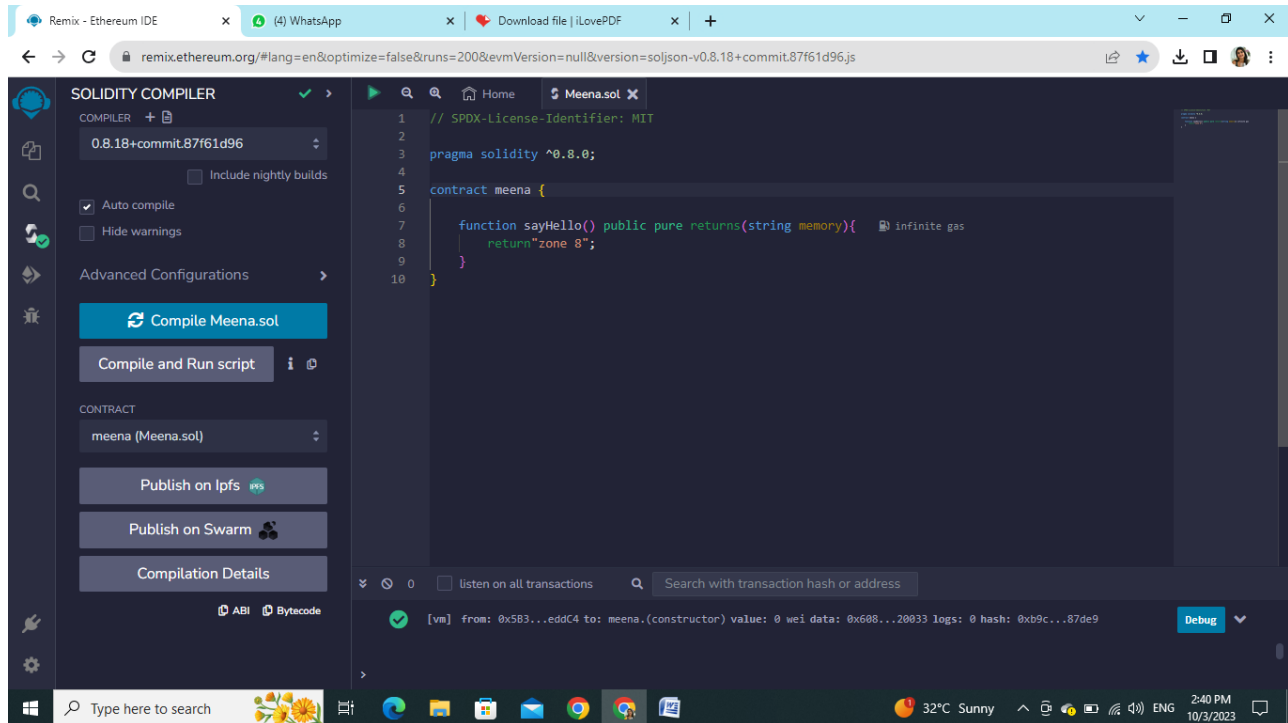 Remix - Ethereum IDE
(4) WhatsApp
Download file | iLovePDF
remix.ethereum.org/#lang=en&optimize=false&runs=200&evmVersion=null&version=soljson-v0.8.18+commit.87f61d96.js
SOLIDITY COMPILER
COMPILER
0.8.18+commit.87f61d96
Include nightly builds
Auto compile
Hide warnings
Advanced Configurations
Compile Meena.sol
Compile and Run script
i
CONTRACT
meena (Meena.sol)
Publish on Ipfs IPFS
Publish on Swarm
Compilation Details
ABI Bytecode
Home Meena.sol
1 // SPDX-License-Identifier: MIT
2
3 pragma solidity ^0.8.0;
4
5 contract meena {
6
7 function sayHello() public pure returns(string memory){ infinite gas
8 return"zone 8";
9 }
10 }
0 listen on all transactions Search with transaction hash or address
[vm] from: 0x5B3...eddC4 to: meena.(constructor) value: 0 wei data: 0x608...20033 logs: 0 hash: 0xb9c...87de9 Debug
>
Type here to search
32°C Sunny ENG 2:40 PM
10/3/2023